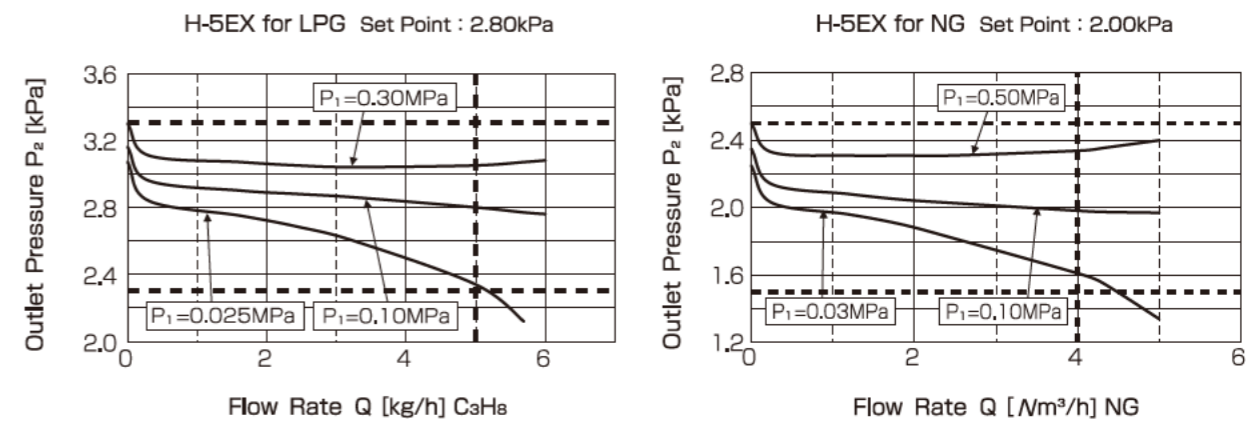 H-5EX for LPG Set Point : 2.80kPa
Outlet Pressure P₂ [kPa]
3.6
3.2
2.8
2.4
2.0
P₁=0.30MPa
P₁=0.025MPa
P₁=0.10MPa
0
2
4
6
Flow Rate Q [kg/h] C₃H₈
H-5EX for NG Set Point : 2.00kPa
Outlet Pressure P₂ [kPa]
2.8
2.4
2.0
1.6
1.2
P₁=0.50MPa
P₁=0.03MPa
P₁=0.10MPa
0
2
4
6
Flow Rate Q [Nm³/h] NG